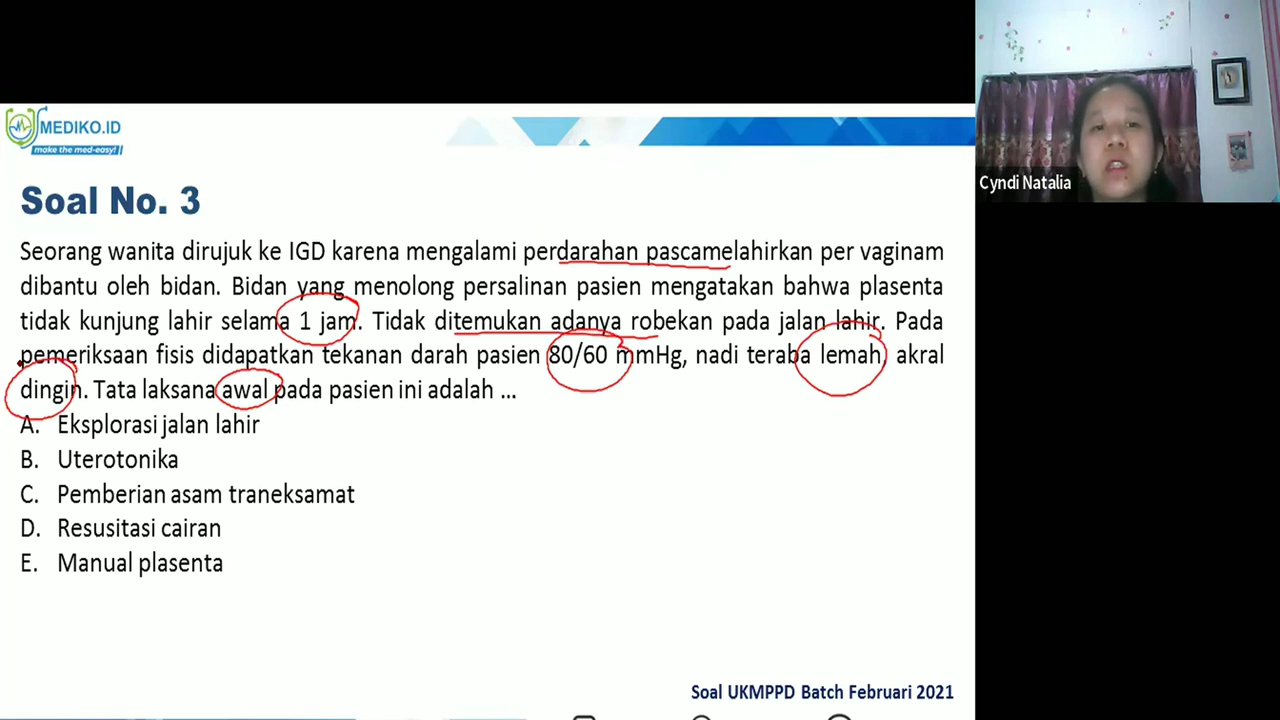 MEDIKO.ID
make the med-easy!
Cyndi Natalia
Soal No. 3
Seorang wanita dirujuk ke IGD karena mengalami perdarahan pascamelahirkan per vaginam
dibantu oleh bidan. Bidan yang menolong persalinan pasien mengatakan bahwa plasenta
tidak kunjung lahir selama 1 jam. Tidak ditemukan adanya robekan pada jalan lahir. Pada
pemeriksaan fisis didapatkan tekanan darah pasien 80/60 mmHg, nadi teraba lemah, akral
dingin. Tata laksana awal pada pasien ini adalah ...
A. Eksplorasi jalan lahir
B. Uterotonika
C. Pemberian asam traneksamat
D. Resusitasi cairan
E. Manual plasenta
Soal UKMPPD Batch Februari 2021